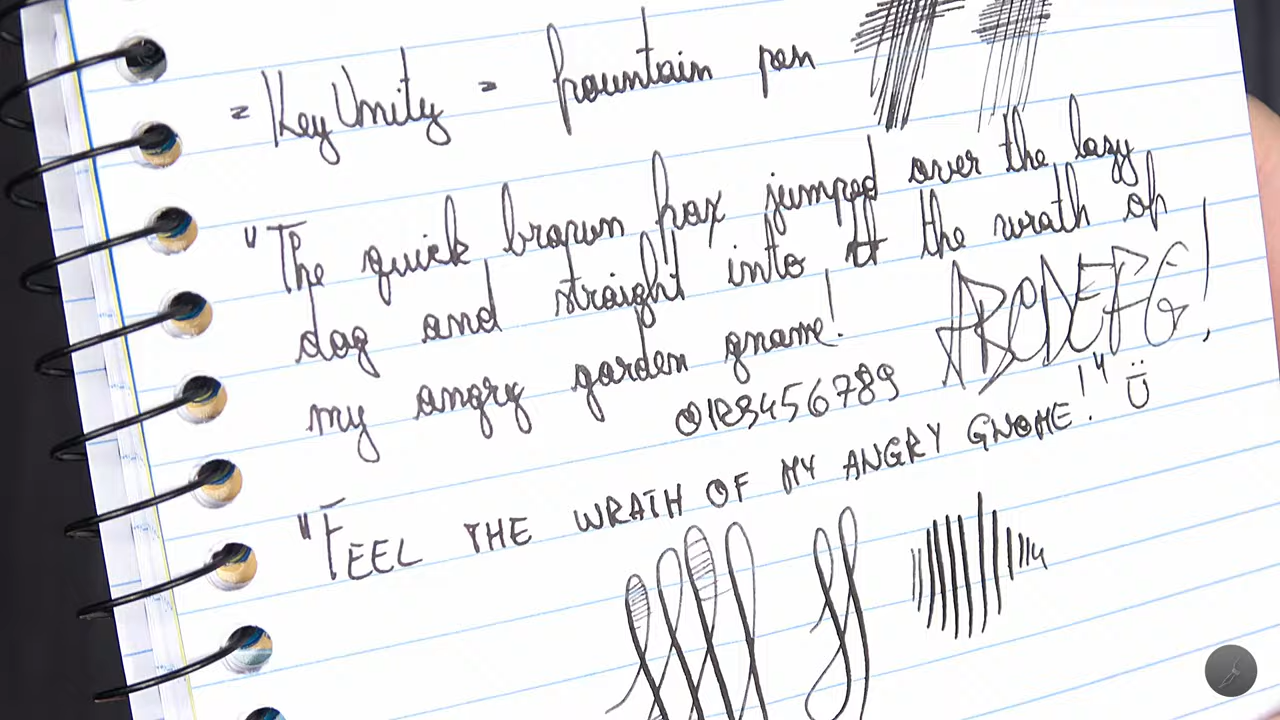 = KeyUnity = fountain pen
"The quick brown fox jumped over the lazy
dog and straight into the wrath of
my angry garden gnome!
ABCDEFG!
0123456789
"FEEL THE WRATH OF MY ANGRY GNOME!"